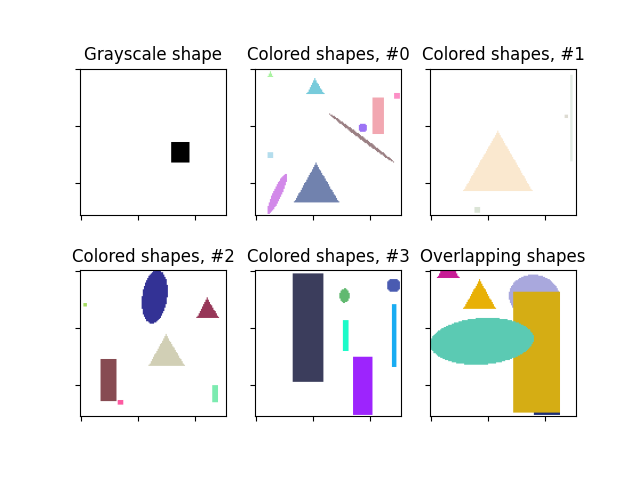 Grayscale shape
Colored shapes, #0
Colored shapes, #1
Colored shapes, #2
Colored shapes, #3
Overlapping shapes